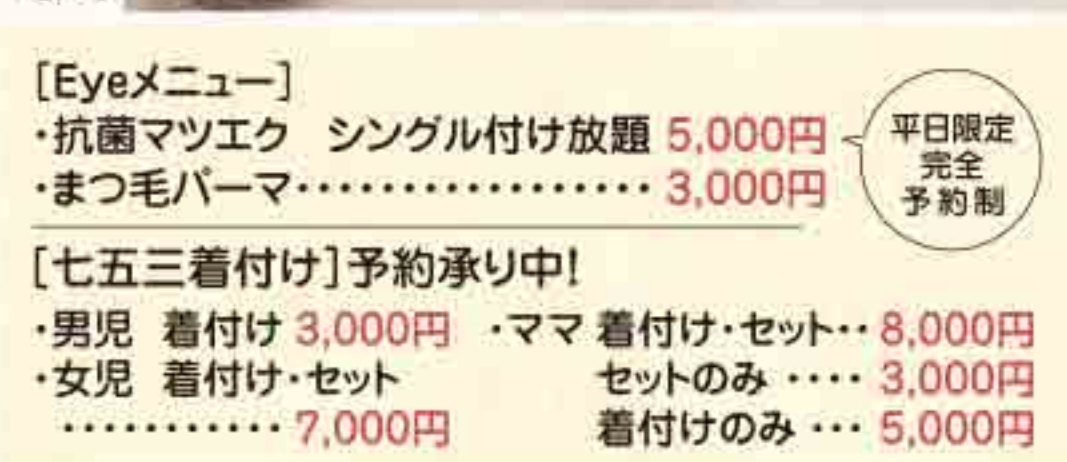 [Eyeメニュー]
・抗菌マツエク　シングル付け放題 5,000円
・まつ毛パーマ・・・・・・・・・・・・・・・・・ 3,000円
平日限定
完全
予約制
[七五三着付け]予約承り中!
・男児　着付け 3,000円
・女児　着付け・セット
・・・・・・・・・・・ 7,000円
・ママ 着付け・セット・・ 8,000円
セットのみ ・・・・ 3,000円
着付けのみ ・・・ 5,000円